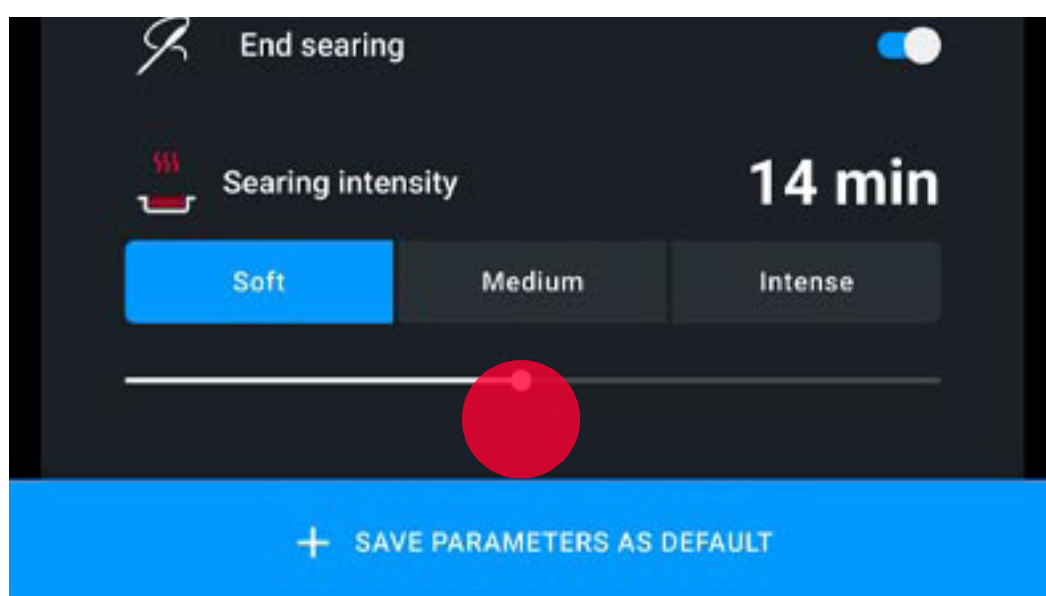 End searing
Searing intensity
14 min
Soft
Medium
Intense
+ SAVE PARAMETERS AS DEFAULT